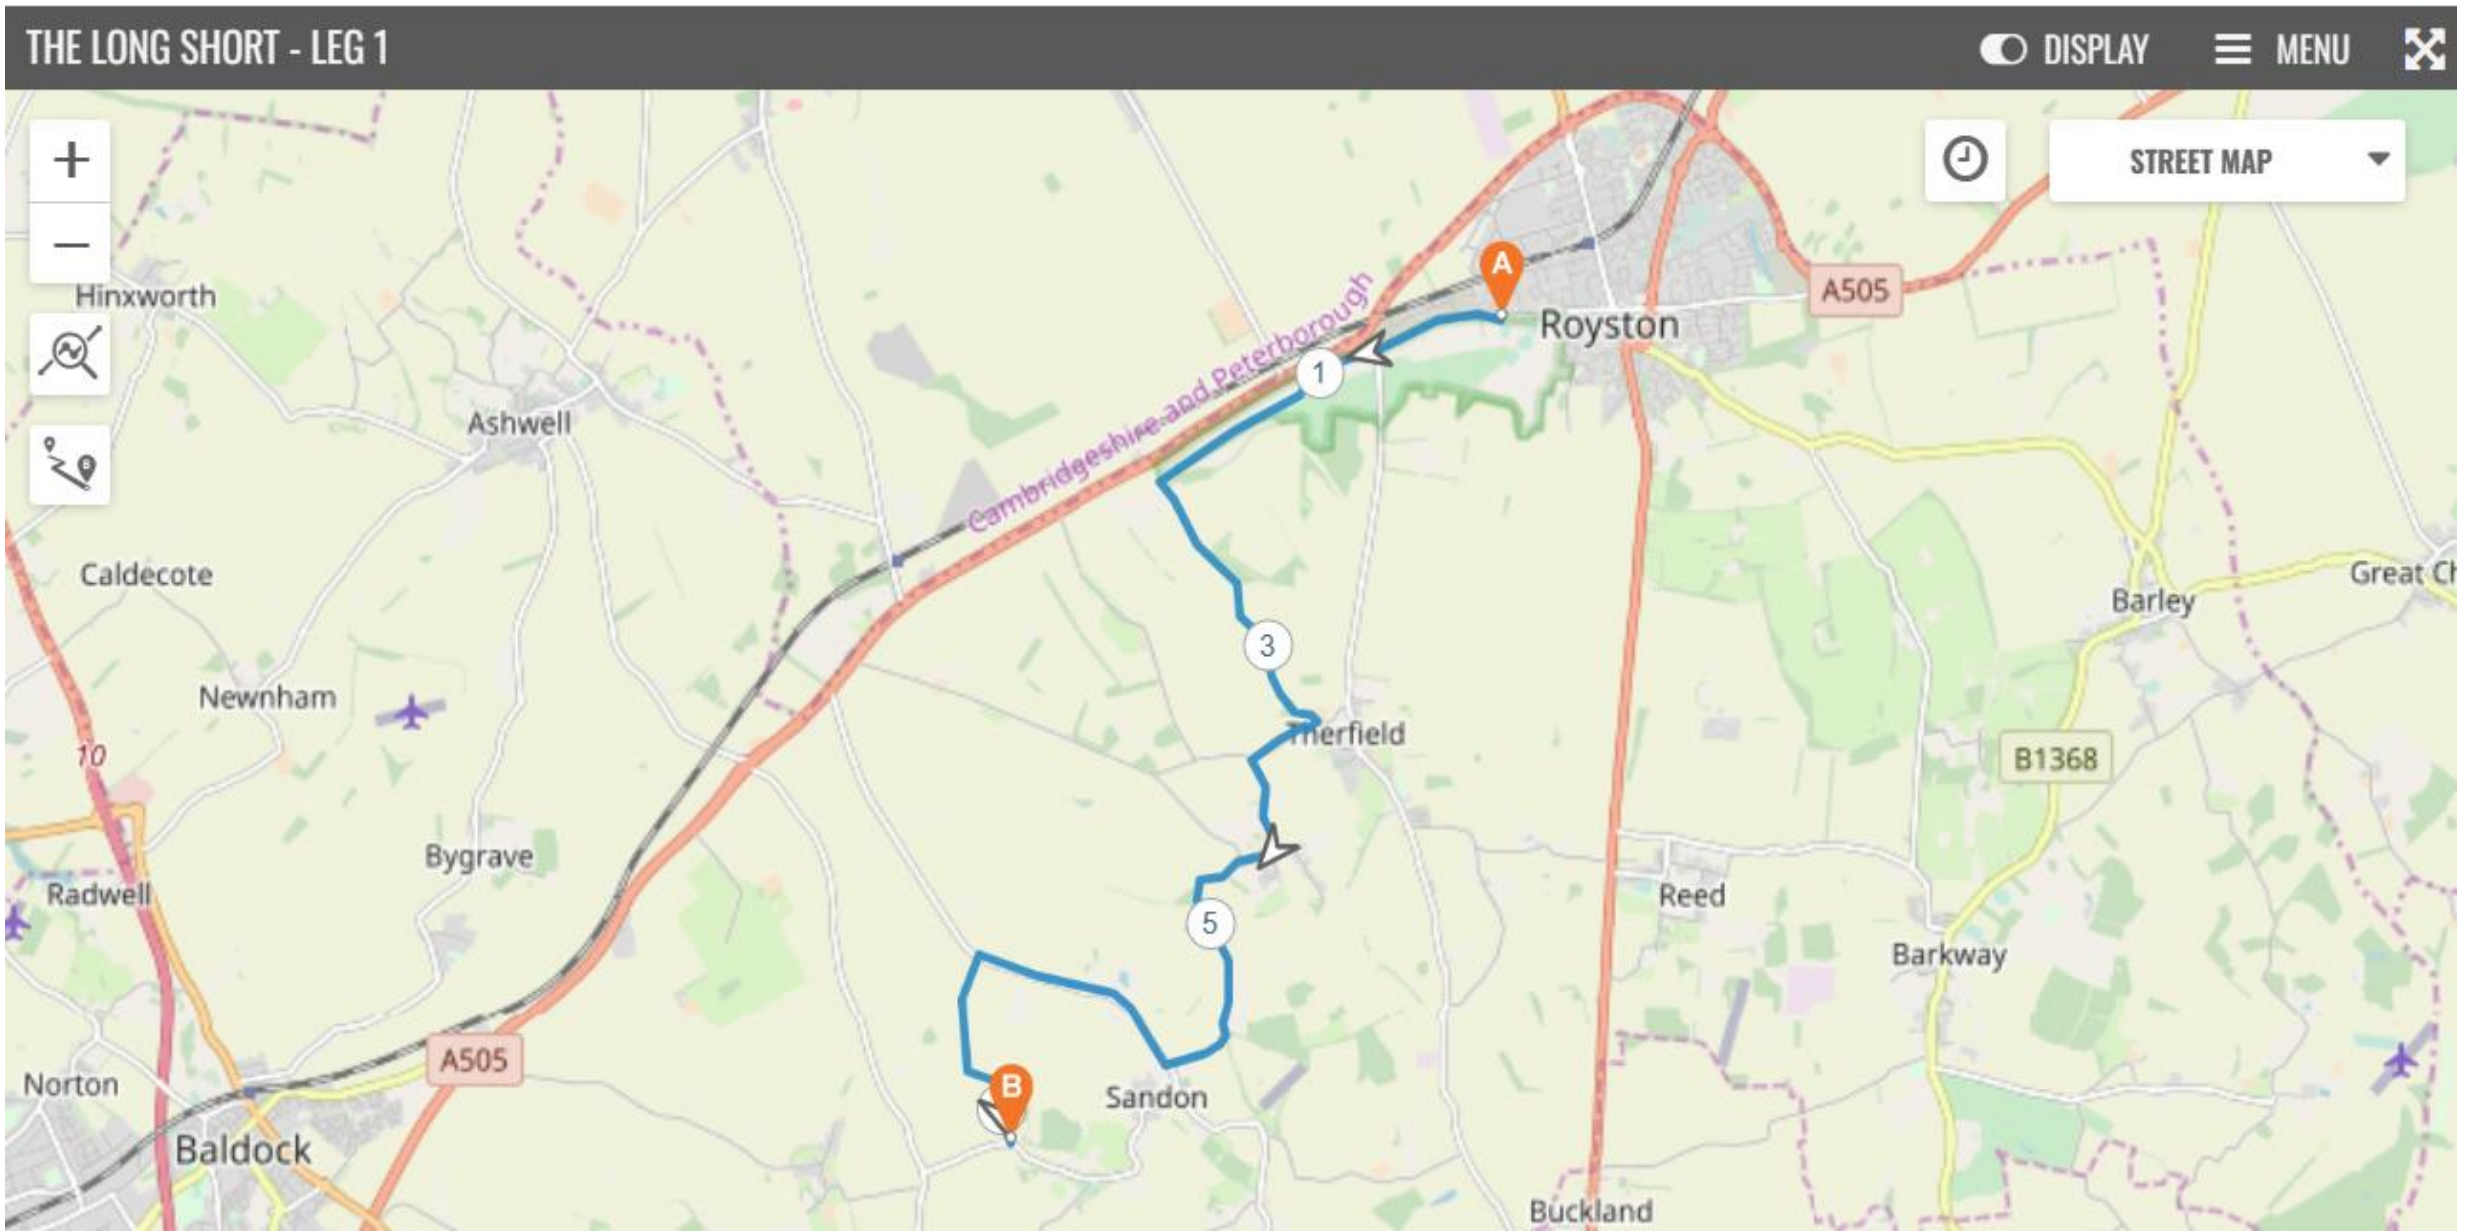 THE LONG SHORT - LEG 1
DISPLAY
MENU
+
STREET MAP
−
A
Hinxworth
A505
Royston
Cambridgeshire and Peterborough
1
Ashwell
Caldecote
Great Ch
Barley
3
Newnham
Therfield
10
B1368
Bygrave
Radwell
Reed
5
Barkway
A505
Norton
B
Sandon
Baldock
Buckland